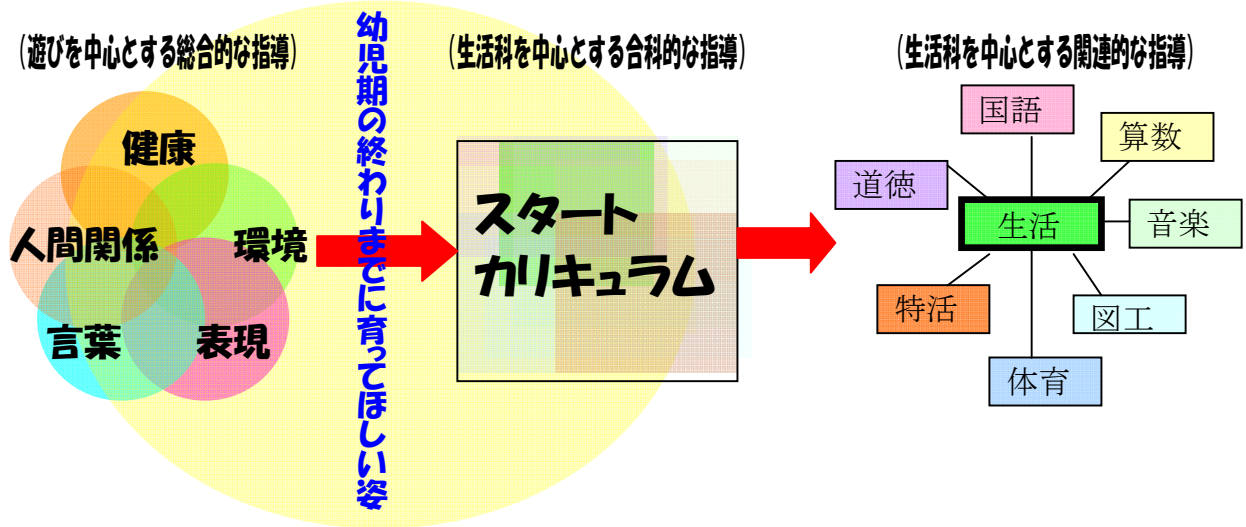 (遊びを中心とする総合的な指導)
健康
人間関係
環境
言葉
表現
幼児期の終わりまでに育ってほしい姿
(生活科を中心とする合科的な指導)
スタート
カリキュラム
(生活科を中心とする関連的な指導)
国語
算数
道徳
生活
音楽
特活
図工
体育